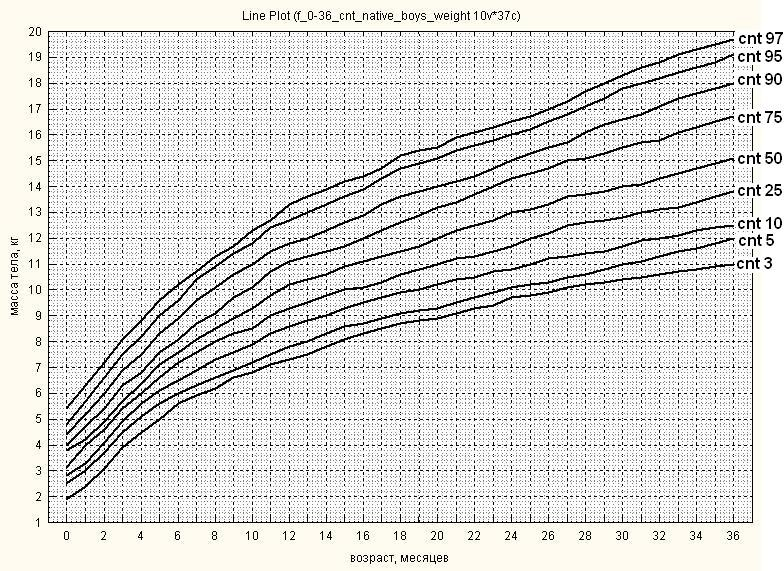 Line Plot (f_0-36_cnt_native_boys_weight 10v*37c)
20
19
18
17
16
15
14
13
12
11
10
9
8
7
6
5
4
3
2
1
масса тела, кг
cnt 97
cnt 95
cnt 90
cnt 75
cnt 50
cnt 25
cnt 10
cnt 5
cnt 3
0 2 4 6 8 10 12 14 16 18 20 22 24 26 28 30 32 34 36
возраст, месяцев